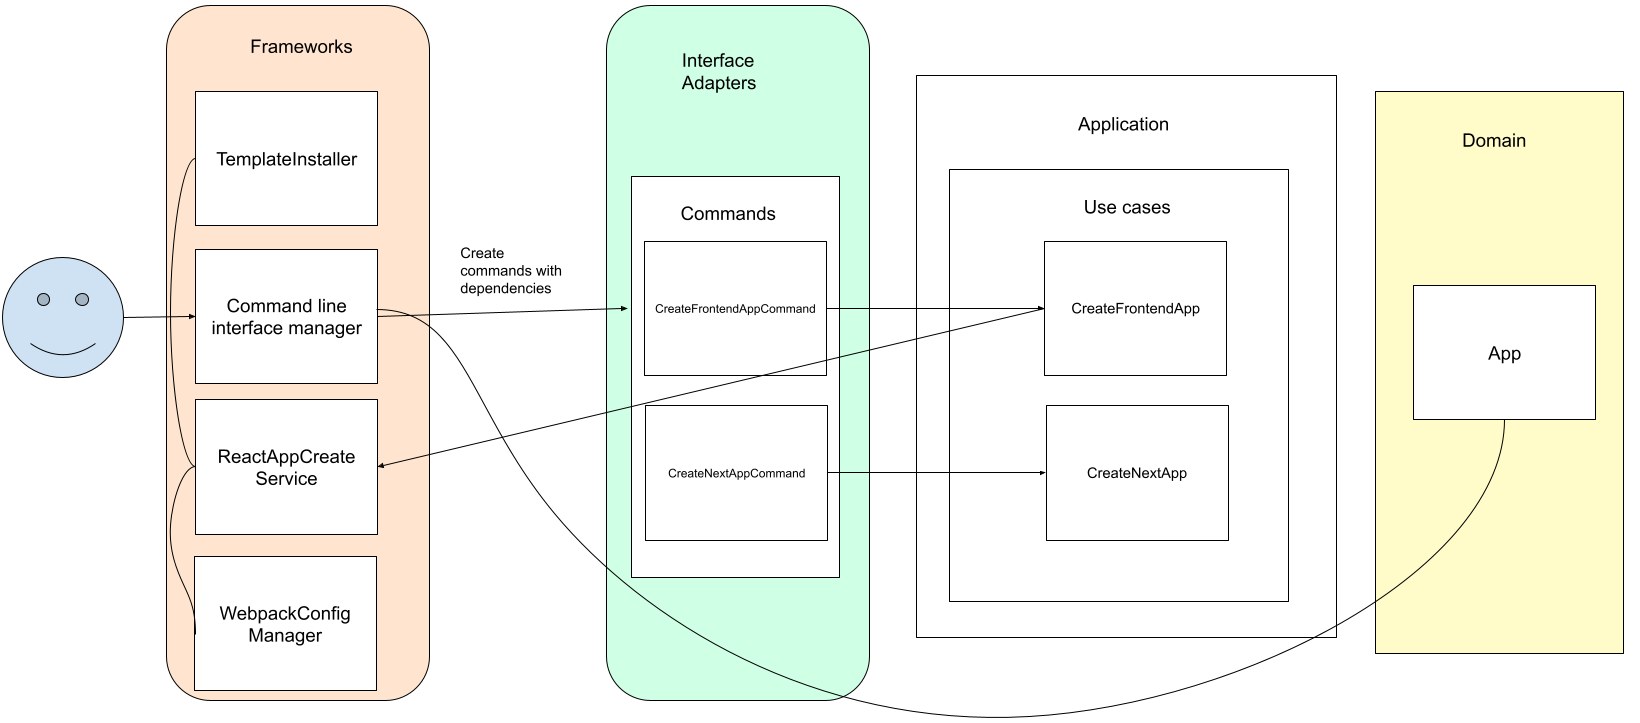 Frameworks
TemplateInstaller
Command line
interface manager
ReactAppCreate
Service
WebpackConfig
Manager
Create
commands with
dependencies
Interface
Adapters
Commands
CreateFrontendAppCommand
CreateNextAppCommand
Application
Use cases
CreateFrontendApp
CreateNextApp
Domain
App